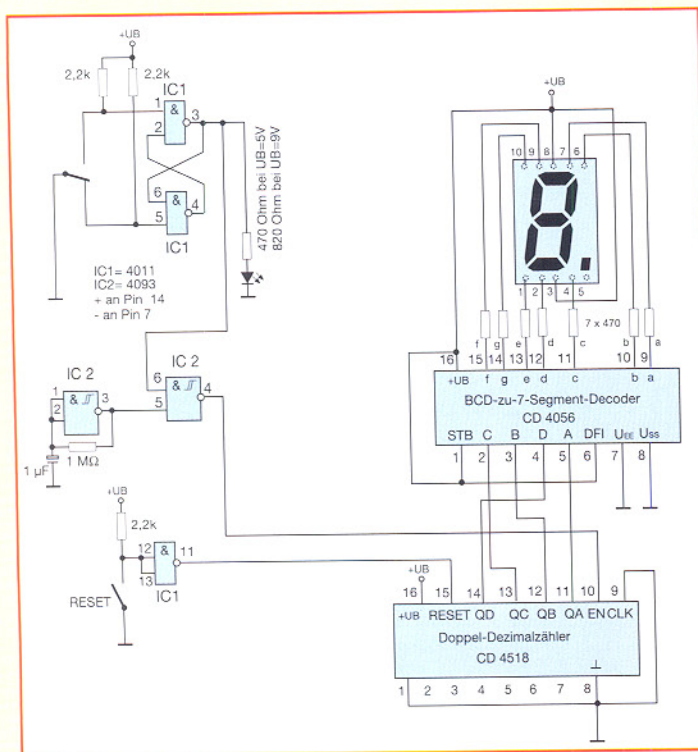 +UB
2,2k 2,2k
IC1
1 & 3
2
6 & 4
5
IC1
470 Ohm bei UB=5V
820 Ohm bei UB=9V
IC1= 4011
IC2= 4093
+ an Pin 14
- an Pin 7
+UB
10 9 8 7 6
1 2 3 4 5
7 x 470
f g e d c b a
16 15 14 13 12 11 10 9
+UB f g e d c b a
BCD-zu-7-Segment-Decoder
CD 4056
STB C B D A DFI UEE USS
1 2 3 4 5 6 7 8
IC 2
1 & 3
2
1 µF
1 MΩ
IC 2
6 & 4
5
+UB
2,2k
12 & 11
13
IC1
RESET
+UB
16 15 14 13 12 11 10 9
+UB RESET QD QC QB QA EN CLK
Doppel-Dezimalzähler
CD 4518
⊥
1 2 3 4 5 6 7 8